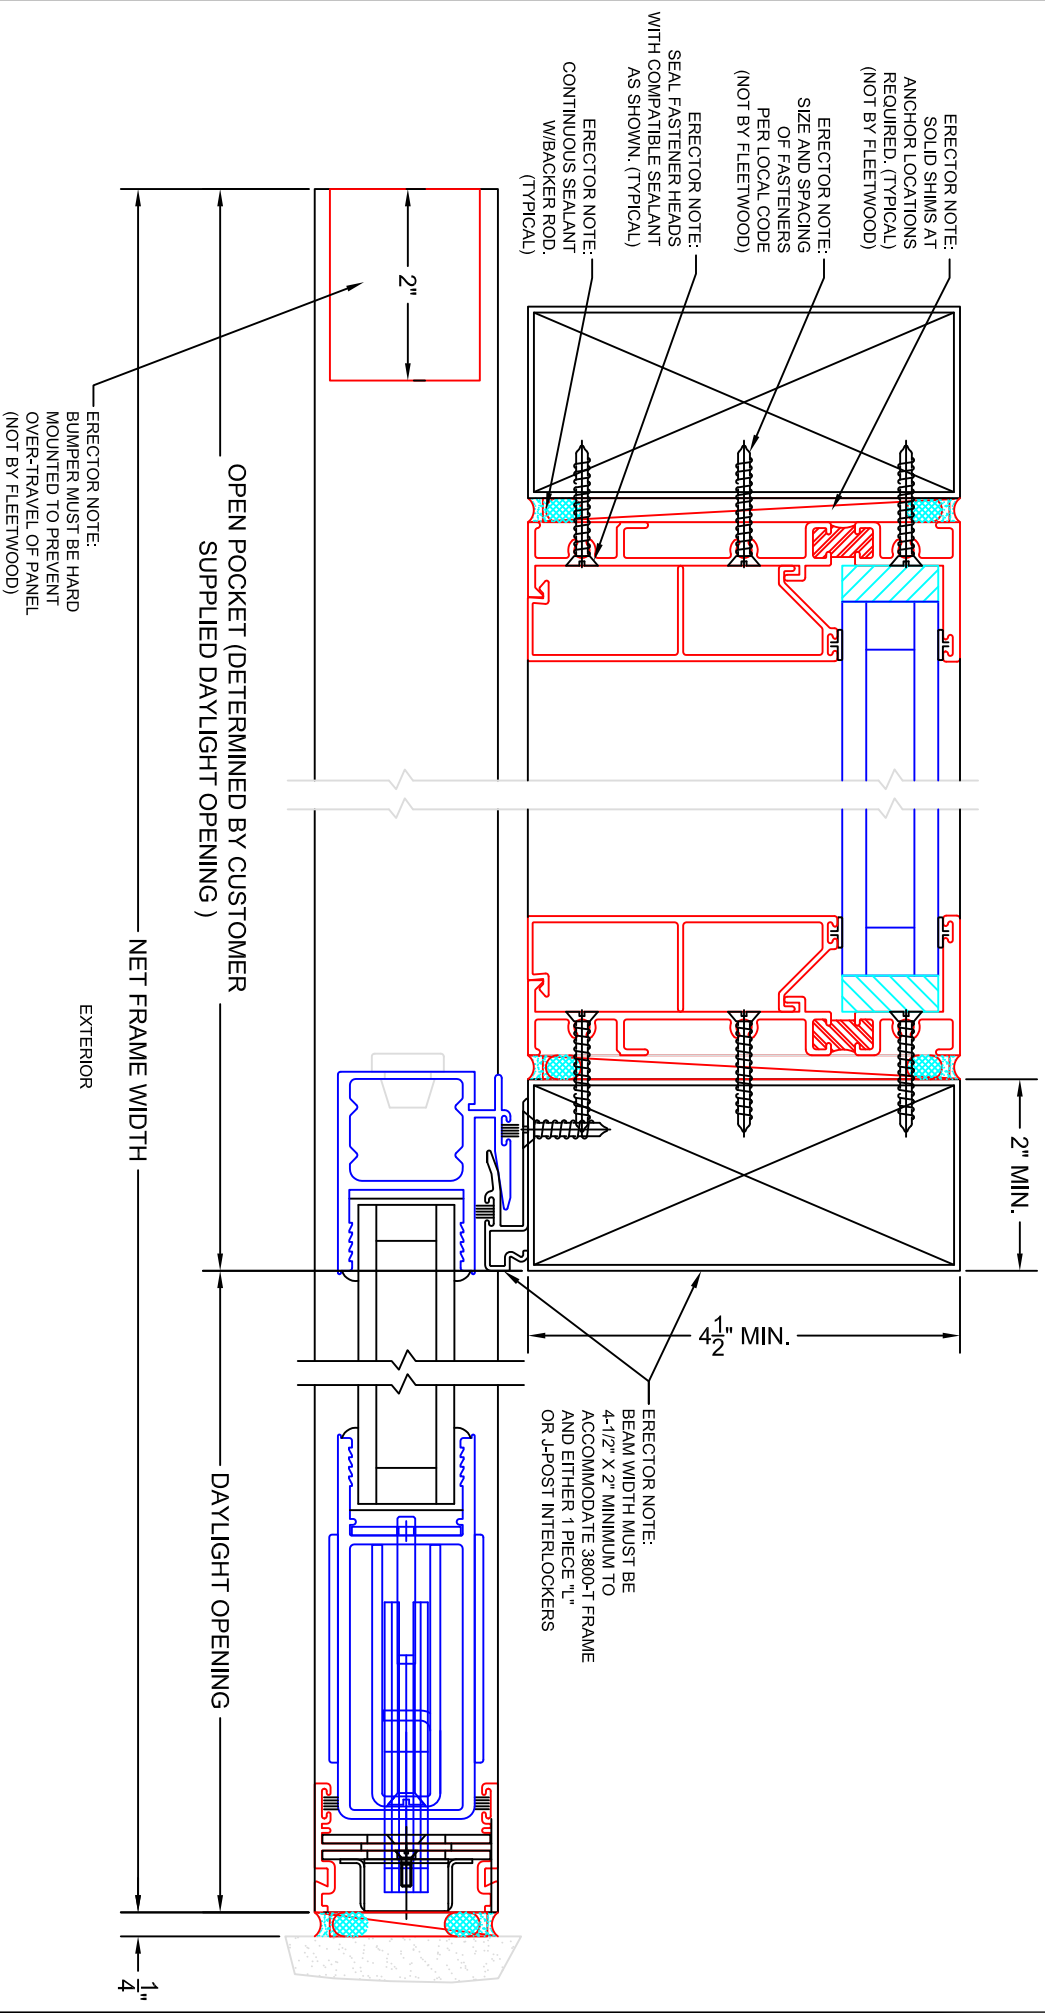 ERECTOR NOTE:
SOLID SHIMS AT
ANCHOR LOCATIONS
REQUIRED. (TYPICAL)
(NOT BY FLEETWOOD)
ERECTOR NOTE:
SIZE AND SPACING
OF FASTENERS
PER LOCAL CODE
(NOT BY FLEETWOOD)
ERECTOR NOTE:
SEAL FASTENER HEADS
WITH COMPATIBLE SEALANT
AS SHOWN. (TYPICAL)
ERECTOR NOTE:
CONTINUOUS SEALANT
W/BACKER ROD.
(TYPICAL)
2" MIN.
4 1/2" MIN.
ERECTOR NOTE:
BEAM WIDTH MUST BE
4-1/2" X 2" MINIMUM TO
ACCOMMODATE 3800-T FRAME
AND EITHER 1 PIECE "L"
OR J-POST INTERLOCKERS
2"
OPEN POCKET (DETERMINED BY CUSTOMER
SUPPLIED DAYLIGHT OPENING )
DAYLIGHT OPENING
NET FRAME WIDTH
1/4"
ERECTOR NOTE:
BUMPER MUST BE HARD
MOUNTED TO PREVENT
OVER-TRAVEL OF PANEL
(NOT BY FLEETWOOD)
EXTERIOR